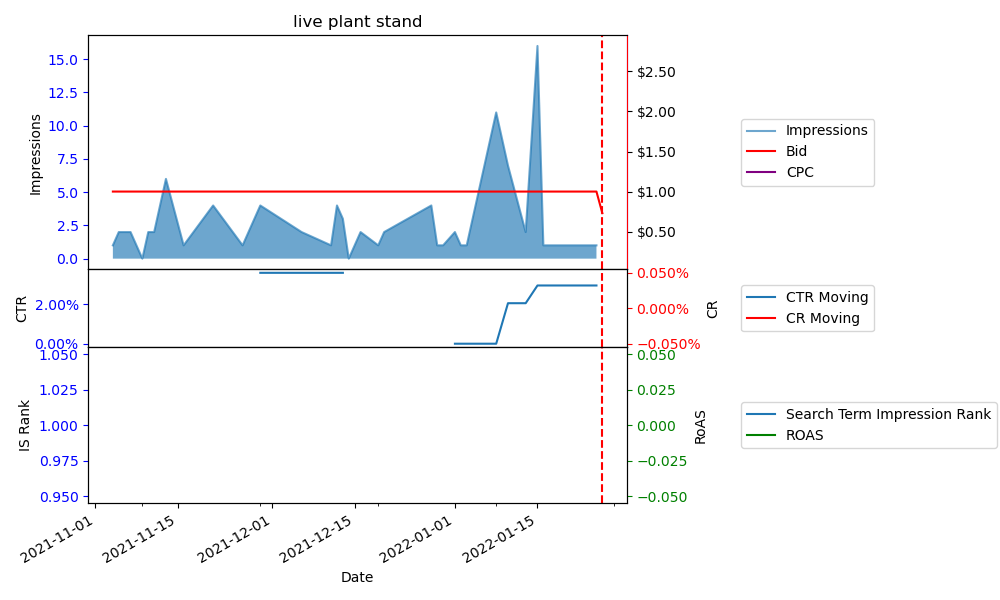 live plant stand
Impressions
15.0
12.5
10.0
7.5
5.0
2.5
0.0
$2.50
$2.00
$1.50
$1.00
$0.50
Impressions
Bid
CPC
CTR
2.00%
0.00%
0.050%
0.000%
−0.050%
CR
CTR Moving
CR Moving
IS Rank
1.050
1.025
1.000
0.975
0.950
0.050
0.025
0.000
−0.025
−0.050
RoAS
Search Term Impression Rank
ROAS
2021-11-01
2021-11-15
2021-12-01
2021-12-15
2022-01-01
2022-01-15
Date